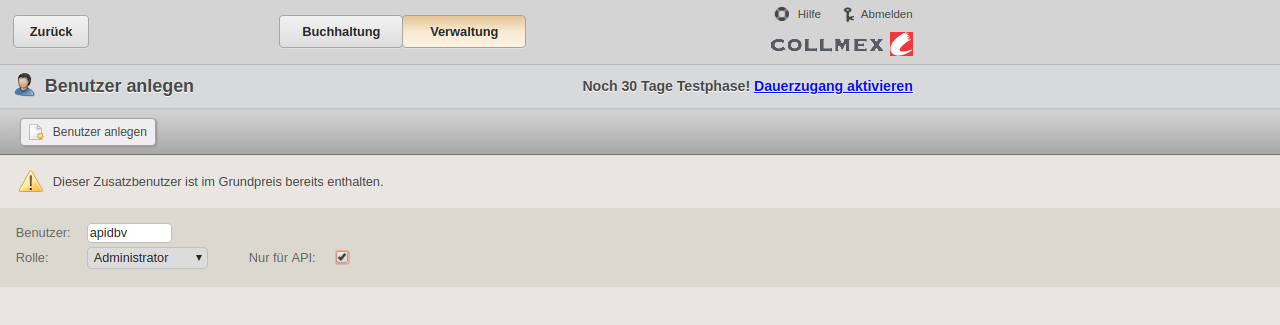 Hilfe Abmelden
Zurück Buchhaltung Verwaltung
COLLMEX
Benutzer anlegen Noch 30 Tage Testphase! Dauerzugang aktivieren
Benutzer anlegen
Dieser Zusatzbenutzer ist im Grundpreis bereits enthalten.
Benutzer: apidbv
Rolle: Administrator Nur für API: